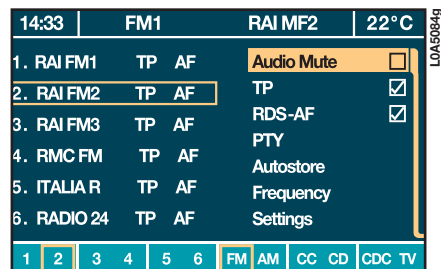 14:33 FM1 RAI MF2 22°C
1. RAI FM1 TP AF
2. RAI FM2 TP AF
3. RAI FM3 TP AF
4. RMC FM TP AF
5. ITALIA R TP AF
6. RADIO 24 TP AF
Audio Mute
TP
RDS-AF
PTY
Autostore
Frequency
Settings
1 2 3 4 5 6 FM AM CC CD CDC TV
L0A5084g